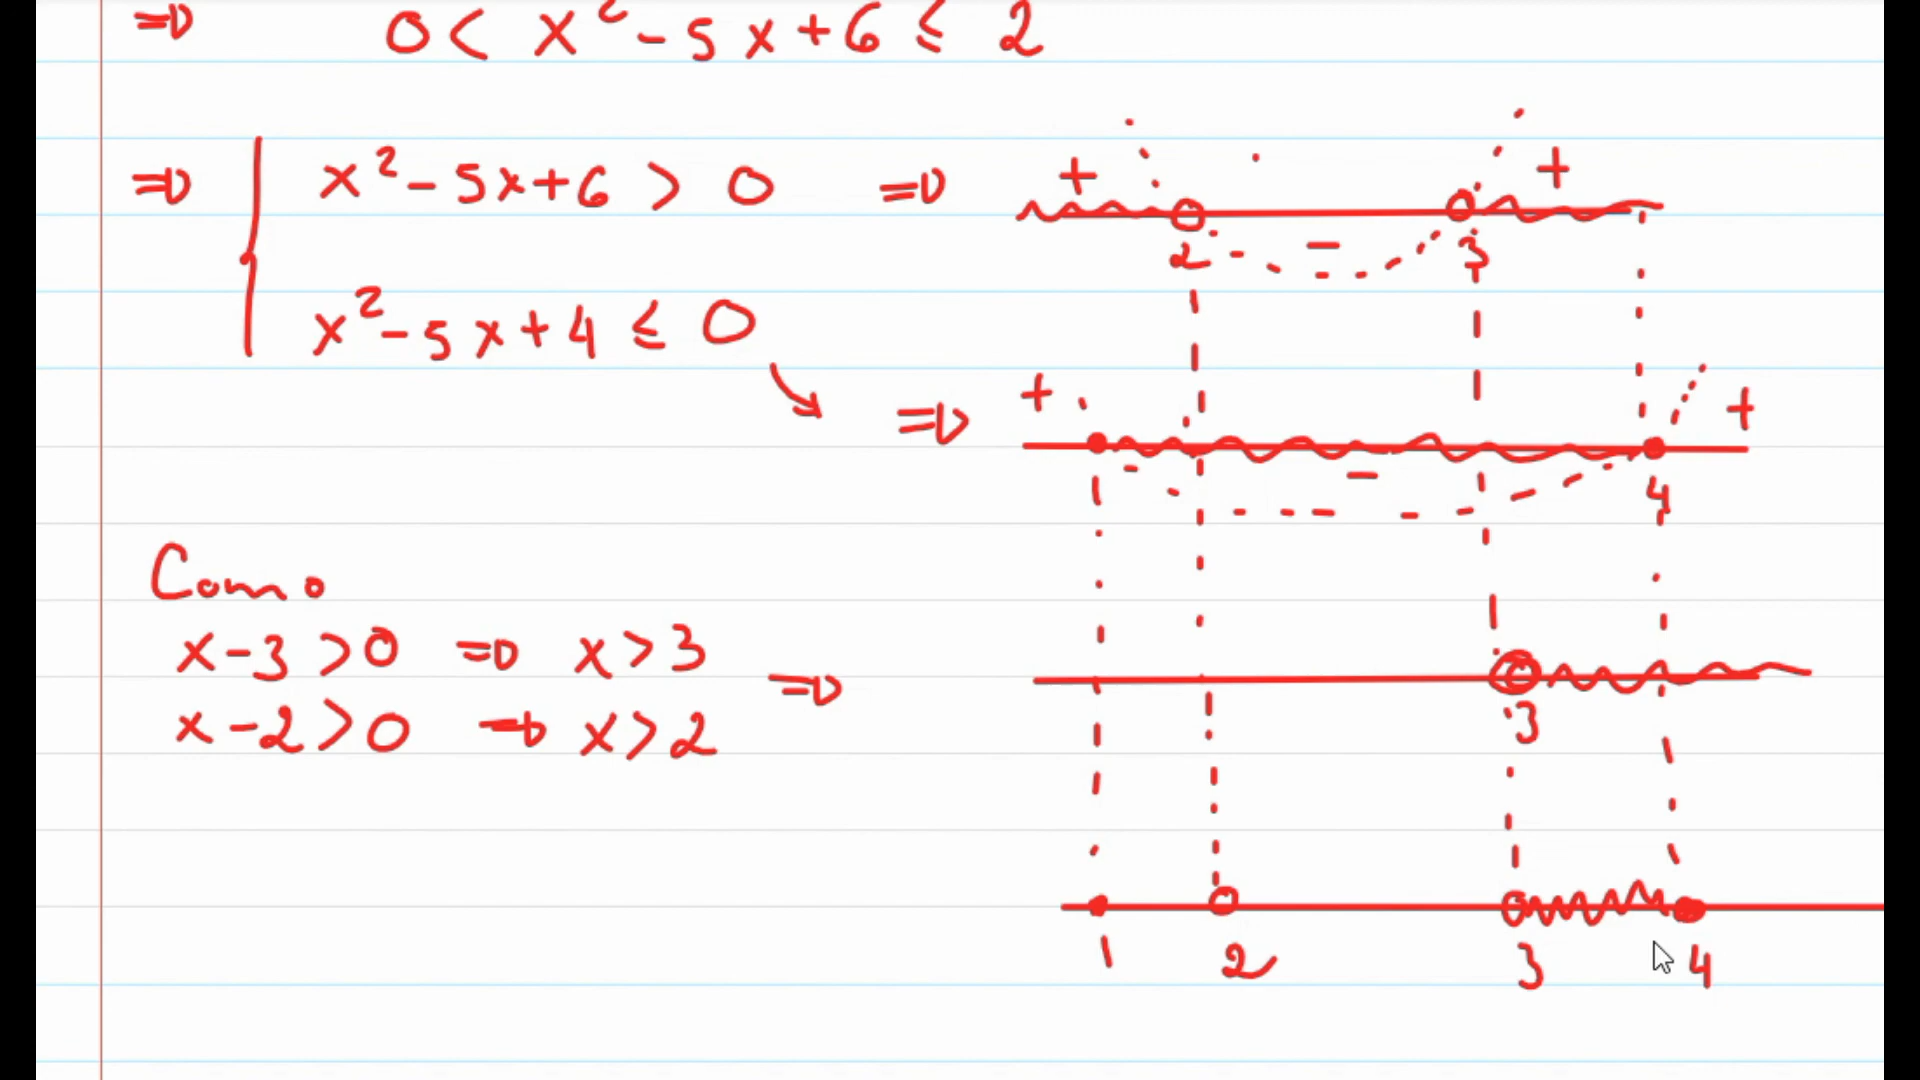 ⇒ 0 < x² - 5x + 6 ≤ 2
⇒ x² - 5x + 6 > 0 ⇒
+ - +
2 3
x² - 5x + 4 ≤ 0
⇒ + - +
1 4
Como
x - 3 > 0 ⇒ x > 3
x - 2 > 0 ⇒ x > 2
⇒
3
1 2 3 4